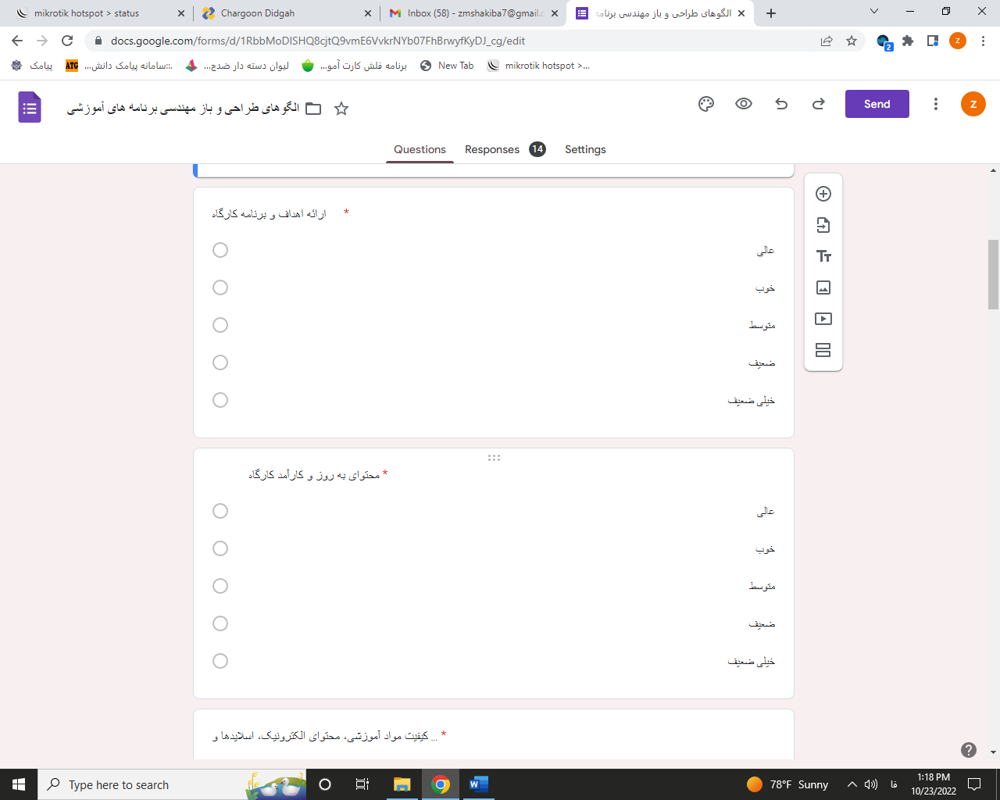 mikrotik hotspot > status
Chargoon Didgah
Inbox (58) - zmshakiba7@gmail.c
الگوهای طراحی و باز مهندسی برنامه
docs.google.com/forms/d/1RbbMoDlSHQ8cjtQ9vmE6VvkrNYb07FhBrwyfKyDJ_cg/edit
2
z
پیامک
ATG
...سامانه پیامک دانش:::
...لیوان دسته دار ضدچ
...برنامه فلش کارت آمو
New Tab
mikrotik hotspot >...
الگوهای طراحی و باز مهندسی برنامه های آموزشی
Send
z
Questions
Responses 14
Settings
ارائه اهداف و برنامه کارگاه *
عالی
خوب
متوسط
ضعیف
خیلی ضعیف
محتوای به روز و کارآمد کارگاه *
عالی
خوب
متوسط
ضعیف
خیلی ضعیف
کیفیت مواد آموزشی، محتوای الکترونیک، اسلایدها و ... *
Type here to search
78°F Sunny
فا
1:18 PM
10/23/2022